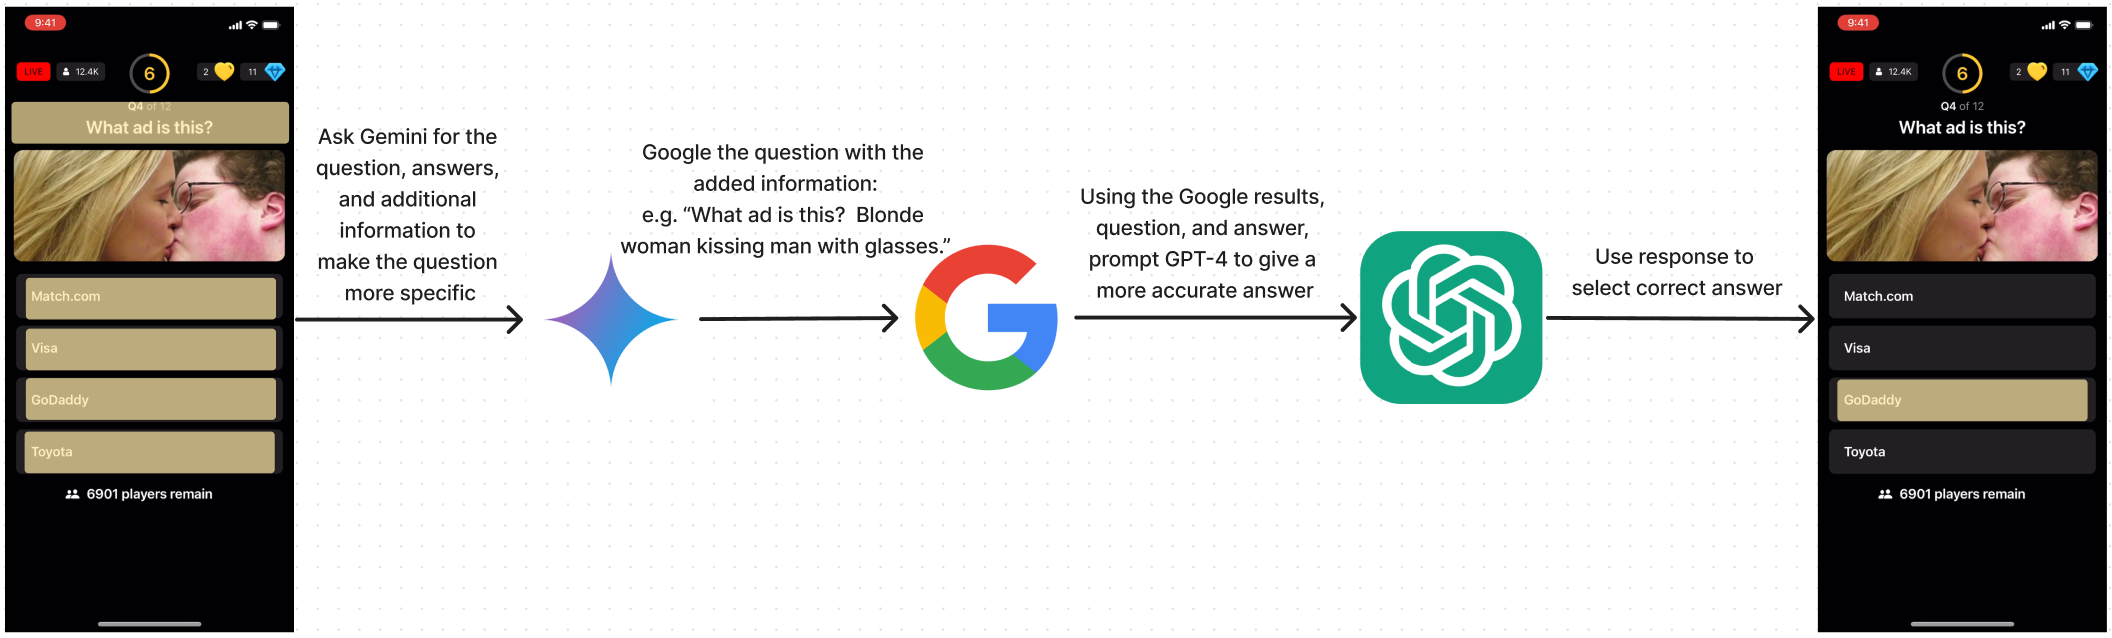 9:41
LIVE
12.4K
6
2
11
Q4 of 12
What ad is this?
Match.com
Visa
GoDaddy
Toyota
6901 players remain
Ask Gemini for the
question, answers,
and additional
information to
make the question
more specific
Google the question with the
added information:
e.g. “What ad is this?  Blonde
woman kissing man with glasses.”
Using the Google results,
question, and answer,
prompt GPT-4 to give a
more accurate answer
Use response to
select correct answer
9:41
LIVE
12.4K
6
2
11
Q4 of 12
What ad is this?
Match.com
Visa
GoDaddy
Toyota
6901 players remain